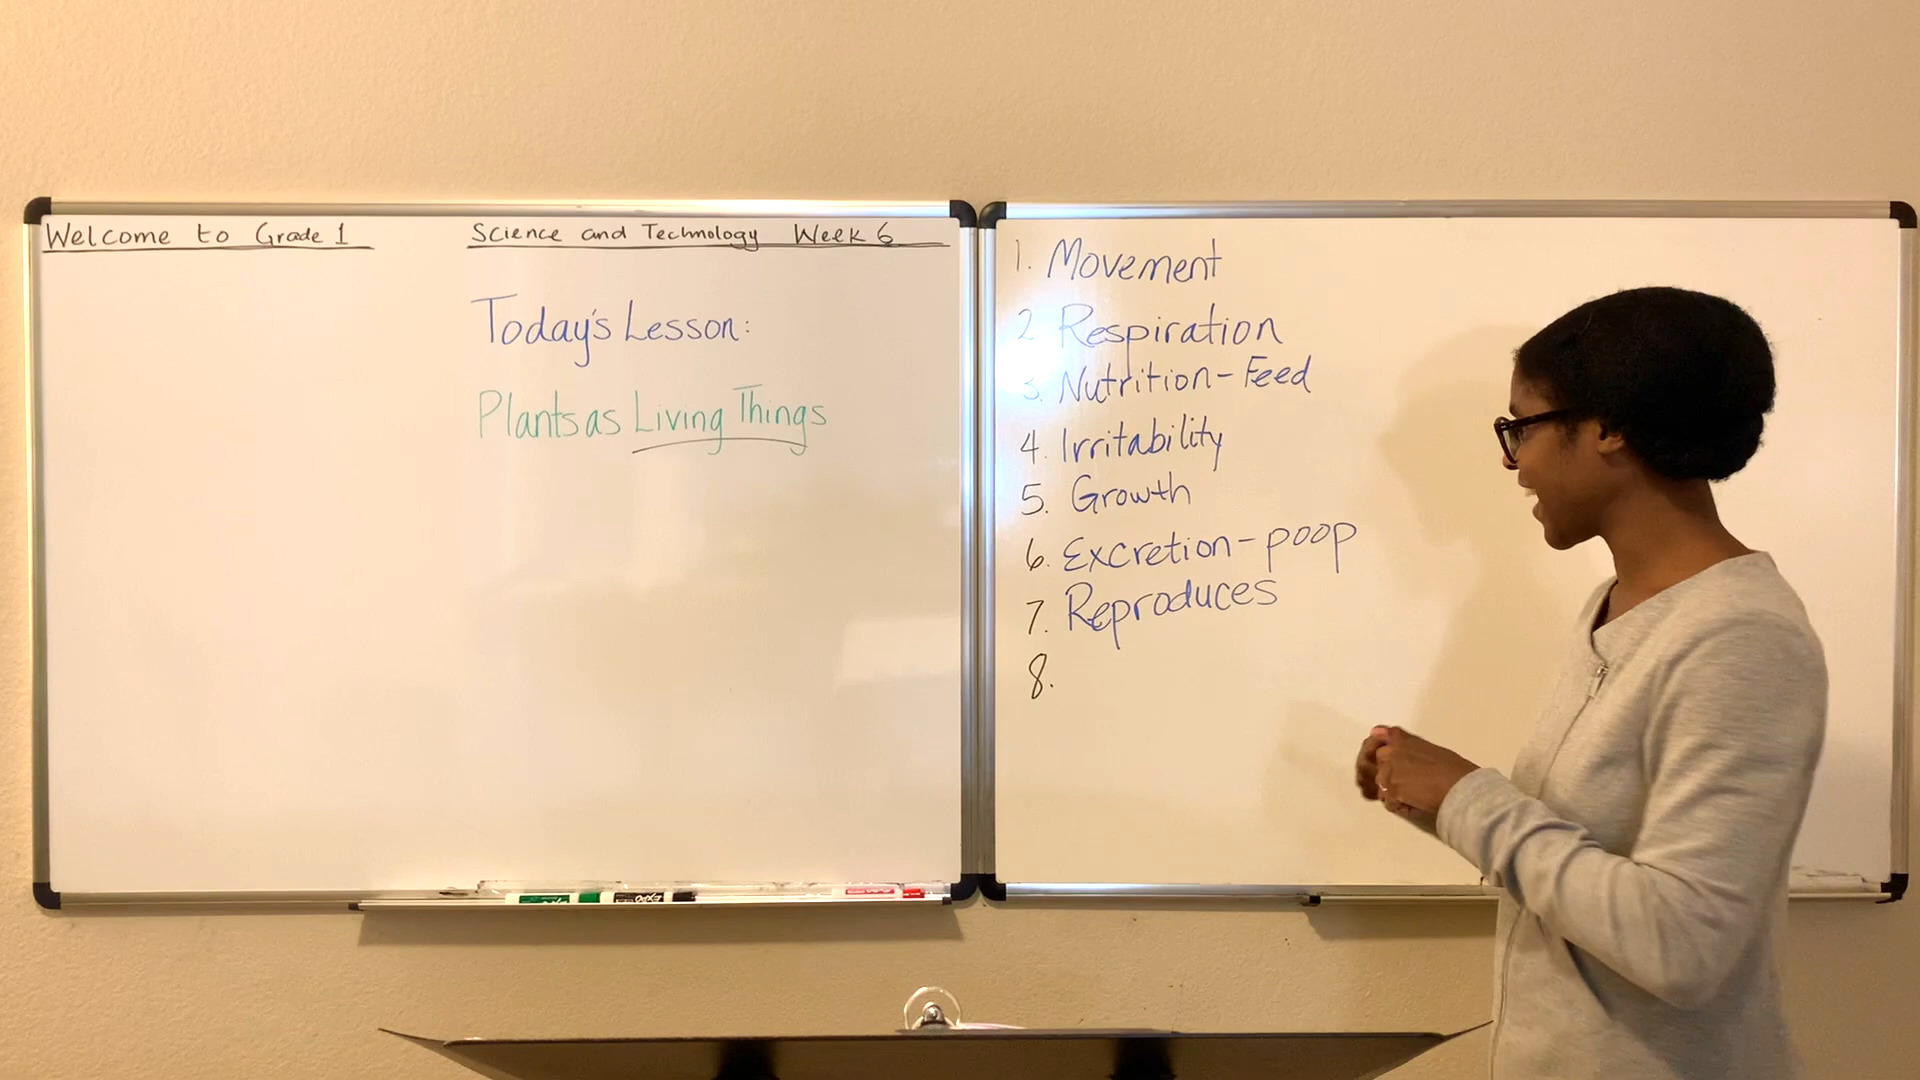 Welcome to Grade 1
Science and Technology Week 6
Today's Lesson:
Plants as Living Things
1. Movement
2 Respiration
3. Nutrition - Feed
4. Irritability
5. Growth
6. Excretion - poop
7. Reproduces
8.
EXPO